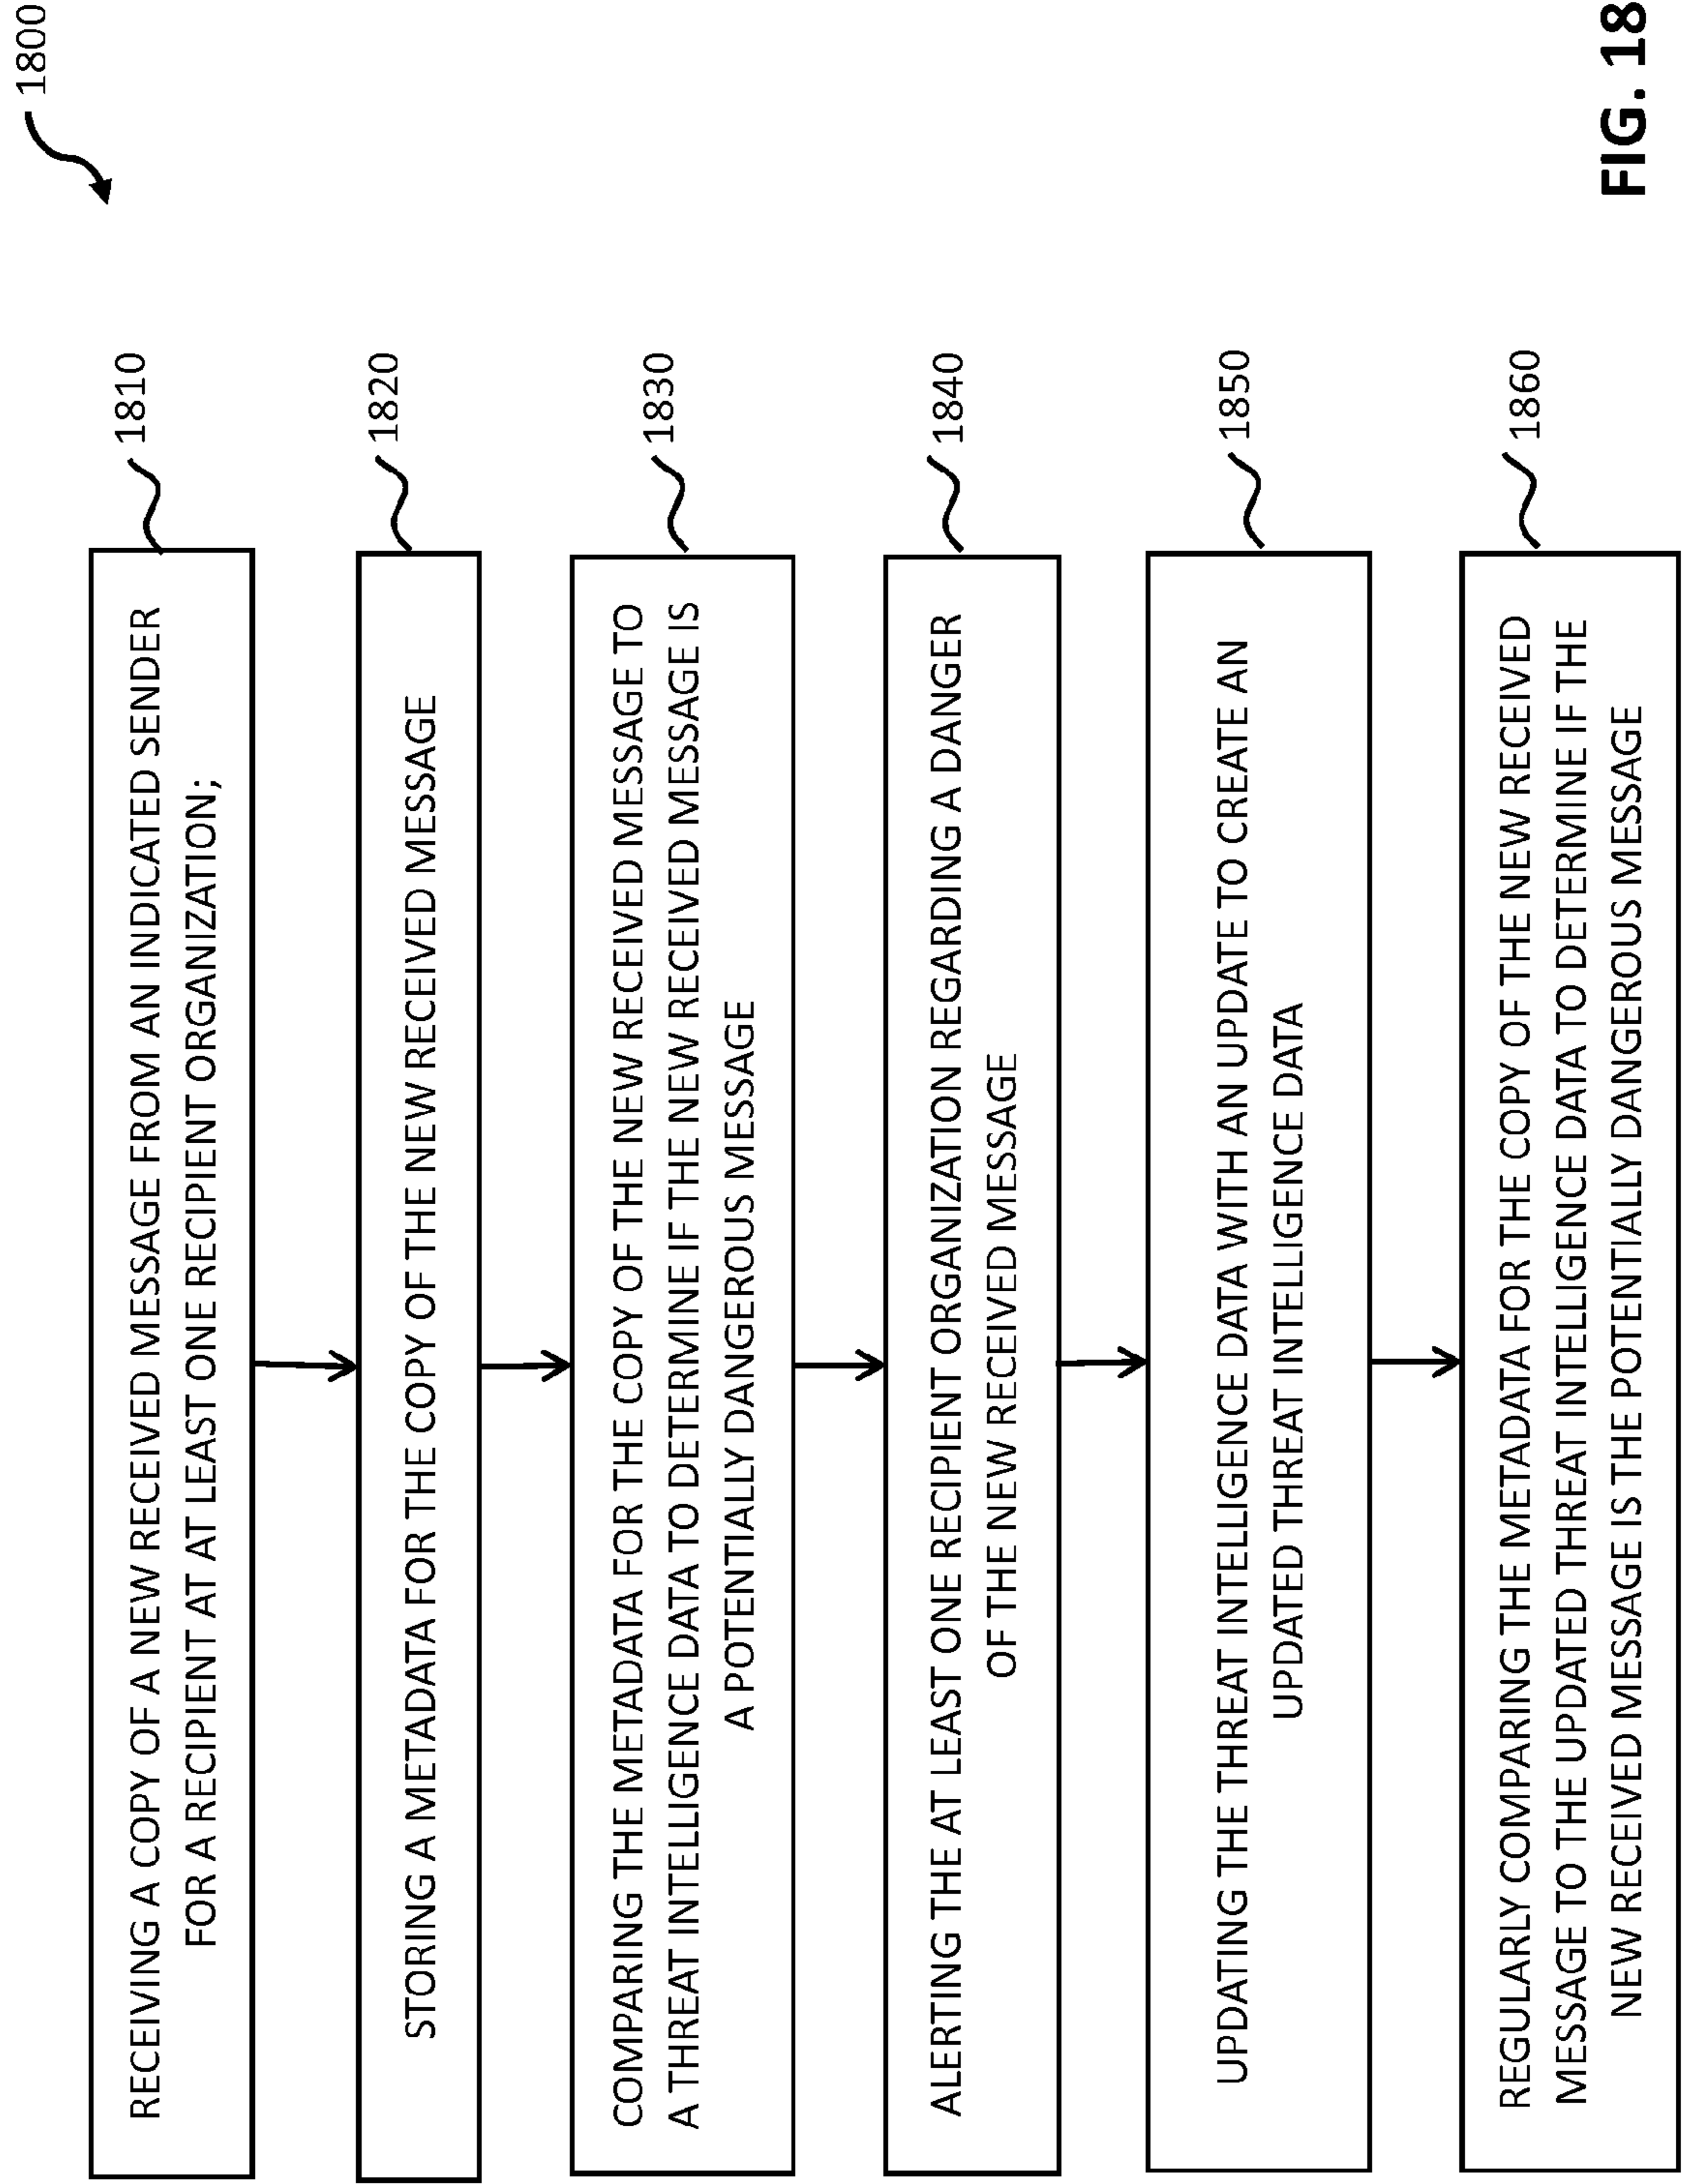 1800
RECEIVING A COPY OF A NEW RECEIVED MESSAGE FROM AN INDICATED SENDER
FOR A RECIPIENT AT AT LEAST ONE RECIPIENT ORGANIZATION;
1810
STORING A METADATA FOR THE COPY OF THE NEW RECEIVED MESSAGE
1820
COMPARING THE METADATA FOR THE COPY OF THE NEW RECEIVED MESSAGE TO
A THREAT INTELLIGENCE DATA TO DETERMINE IF THE NEW RECEIVED MESSAGE IS
A POTENTIALLY DANGEROUS MESSAGE
1830
ALERTING THE AT LEAST ONE RECIPIENT ORGANIZATION REGARDING A DANGER
OF THE NEW RECEIVED MESSAGE
1840
UPDATING THE THREAT INTELLIGENCE DATA WITH AN UPDATE TO CREATE AN
UPDATED THREAT INTELLIGENCE DATA
1850
REGULARLY COMPARING THE METADATA FOR THE COPY OF THE NEW RECEIVED
MESSAGE TO THE UPDATED THREAT INTELLIGENCE DATA TO DETERMINE IF THE
NEW RECEIVED MESSAGE IS THE POTENTIALLY DANGEROUS MESSAGE
1860
FIG. 18